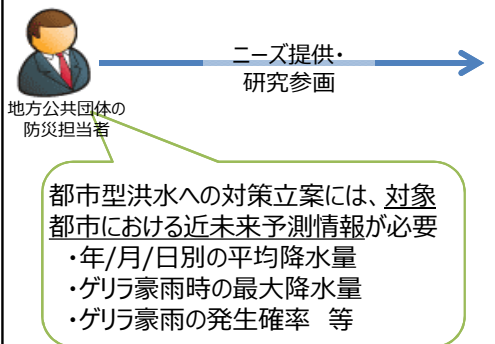 ニーズ提供・
研究参画
地方公共団体の
防災担当者
都市型洪水への対策立案には、対象
都市における近未来予測情報が必要
・年/月/日別の平均降水量
・ゲリラ豪雨時の最大降水量
・ゲリラ豪雨の発生確率 等